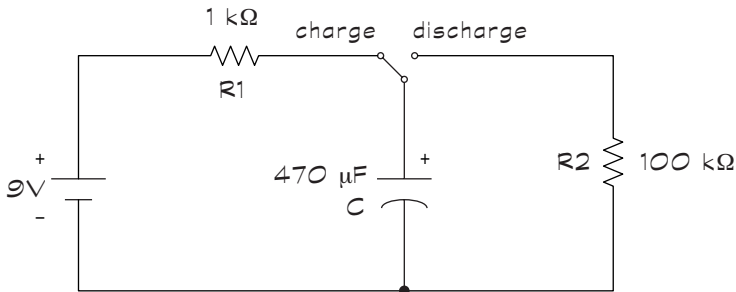 1 kΩ
charge
discharge
R1
+
9V
-
470 μF
C
+
R2
100 kΩ